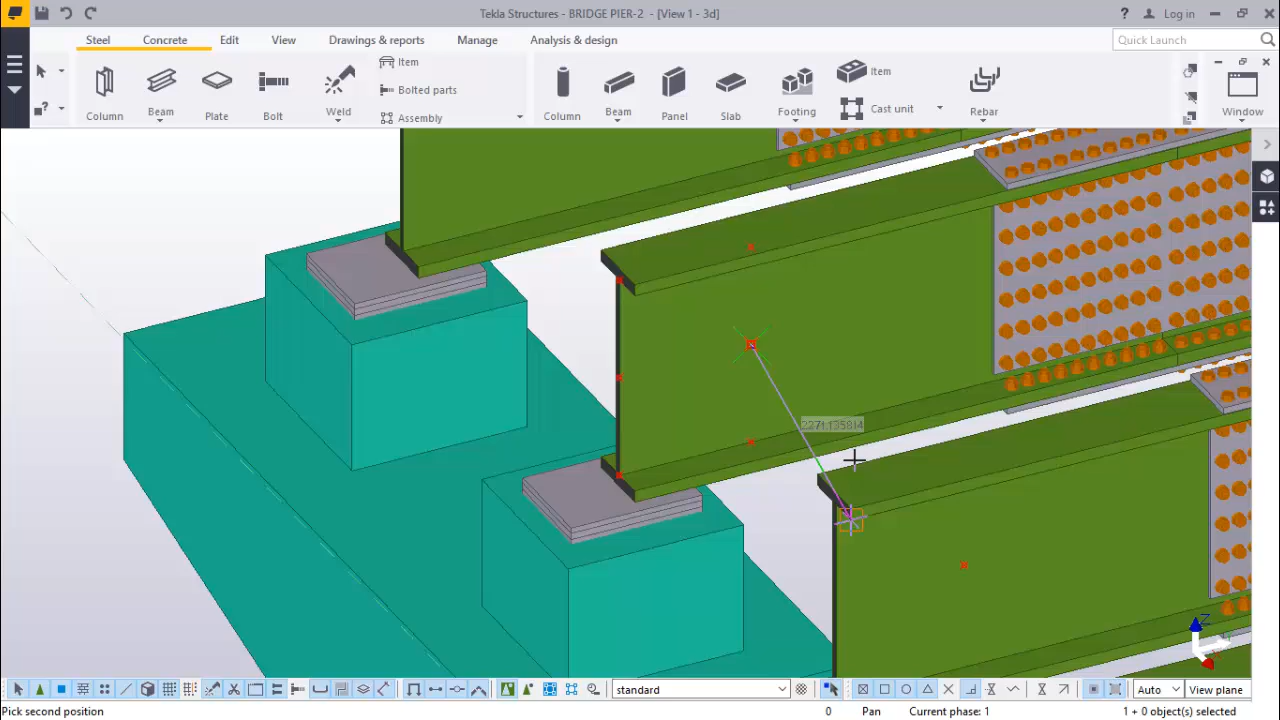 Tekla Structures - BRIDGE PIER-2 - [View 1 - 3d]
? Log in
Steel Concrete Edit View Drawings & reports Manage Analysis & design
Quick Launch
Item
Bolted parts
Assembly
Column Beam Plate Bolt Weld
Item
Cast unit
Column Beam Panel Slab Footing Rebar Window
Z
standard
Auto
View plane
Pick second position
0
Pan
Current phase: 1
1 + 0 object(s) selected